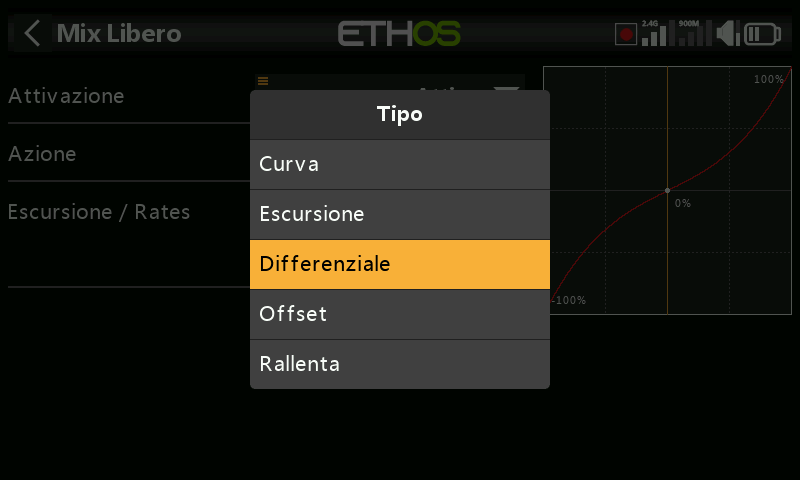 Mix Libero
ETHOS
2.4G
900M
Attivazione
100%
Tipo
Curva
Azione
Escursione
Escursione / Rates
0%
Differenziale
-100%
Offset
Rallenta